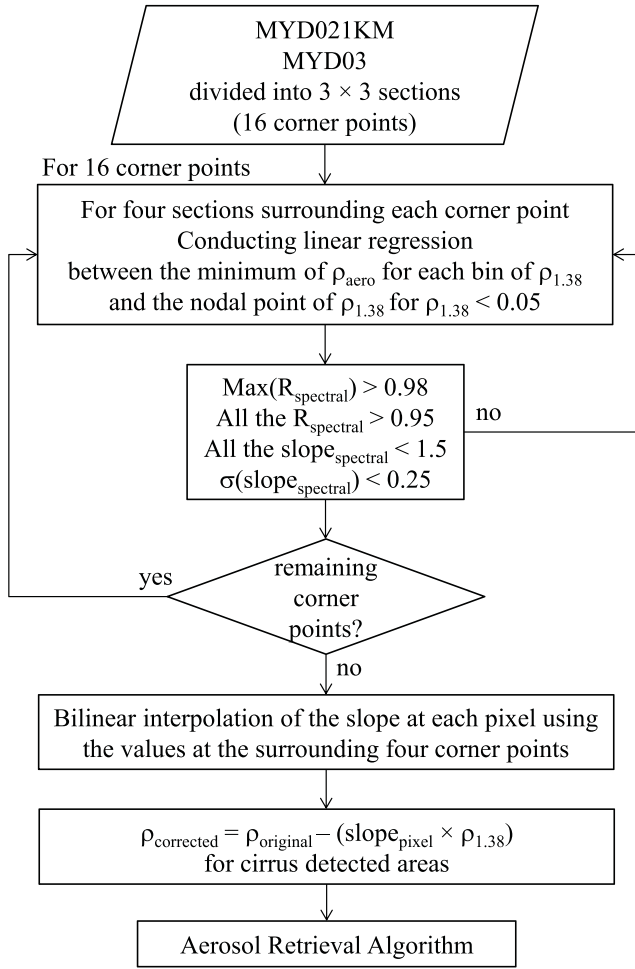 MYD021KM
MYD03
divided into 3 × 3 sections
(16 corner points)
For 16 corner points
For four sections surrounding each corner point
Conducting linear regression
between the minimum of ρaero for each bin of ρ1.38
and the nodal point of ρ1.38 for ρ1.38 < 0.05
Max(Rspectral) > 0.98
All the Rspectral > 0.95
All the slopespectral < 1.5
σ(slopespectral) < 0.25
no
yes
remaining
corner
points?
no
Bilinear interpolation of the slope at each pixel using
the values at the surrounding four corner points
ρcorrected = ρoriginal – (slopepixel × ρ1.38)
for cirrus detected areas
Aerosol Retrieval Algorithm